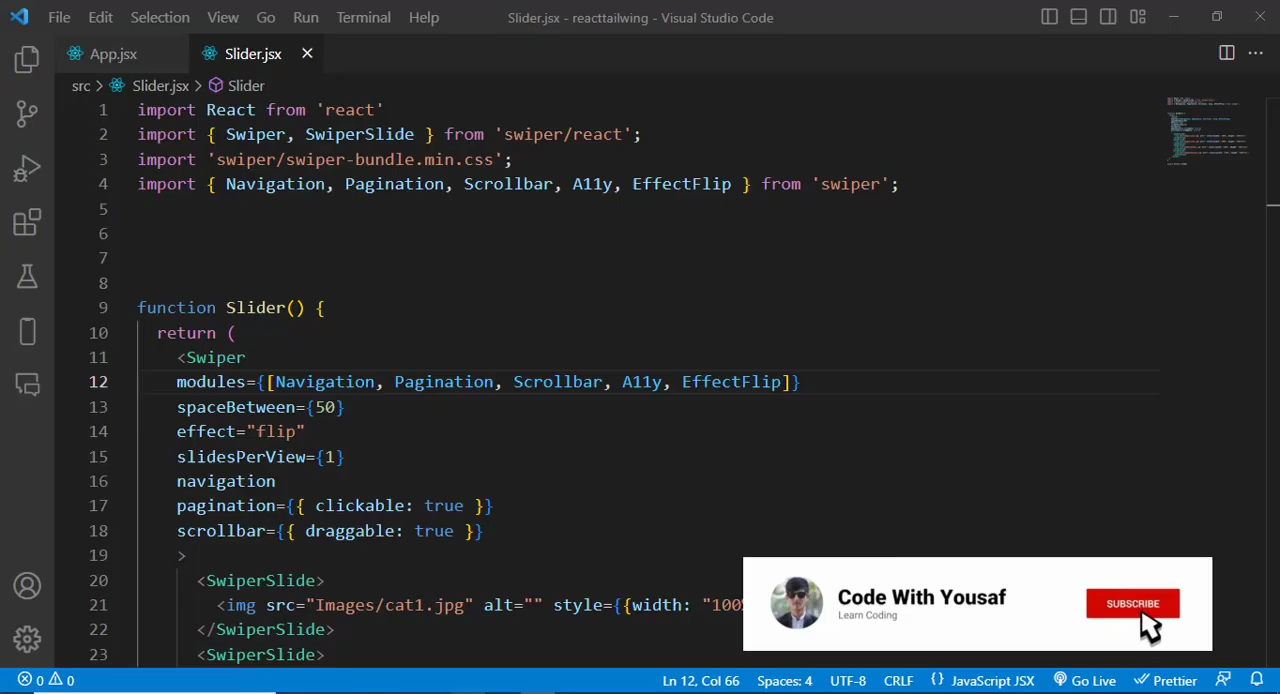 File Edit Selection View Go Run Terminal Help Slider.jsx - reacttailwing - Visual Studio Code
App.jsx Slider.jsx
src > Slider.jsx > Slider
1 import React from 'react'
2 import { Swiper, SwiperSlide } from 'swiper/react';
3 import 'swiper/swiper-bundle.min.css';
4 import { Navigation, Pagination, Scrollbar, A11y, EffectFlip } from 'swiper';
5
6
7
8
9 function Slider() {
10 return (
11 <Swiper
12 modules={[Navigation, Pagination, Scrollbar, A11y, EffectFlip]}
13 spaceBetween={50}
14 effect="flip"
15 slidesPerView={1}
16 navigation
17 pagination={{ clickable: true }}
18 scrollbar={{ draggable: true }}
19 >
20 <SwiperSlide>
21 <img src="Images/cat1.jpg" alt="" style={{width: "100
22 </SwiperSlide>
23 <SwiperSlide>
Code With Yousaf
Learn Coding
SUBSCRIBE
0 0 Ln 12, Col 66 Spaces: 4 UTF-8 CRLF {} JavaScript JSX Go Live Prettier